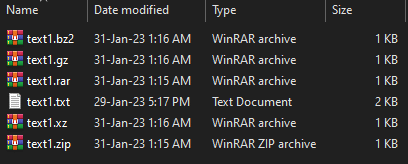 Name Date modified Type Size
text1.bz2 31-Jan-23 1:16 AM WinRAR archive 1 KB
text1.gz 31-Jan-23 1:16 AM WinRAR archive 1 KB
text1.rar 31-Jan-23 1:15 AM WinRAR archive 1 KB
text1.txt 29-Jan-23 5:17 PM Text Document 2 KB
text1.xz 31-Jan-23 1:16 AM WinRAR archive 1 KB
text1.zip 31-Jan-23 1:15 AM WinRAR ZIP archive 1 KB